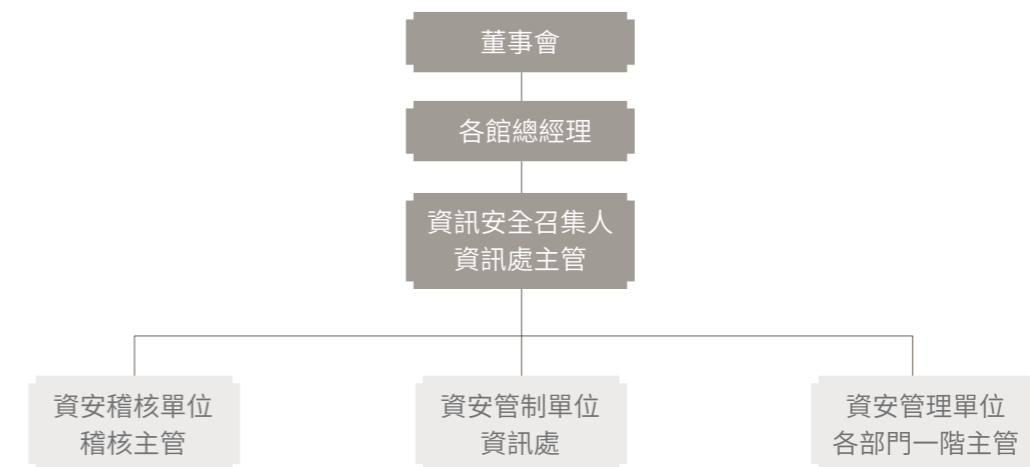 董事會
各館總經理
資訊安全召集人
資訊處主管
資安稽核單位
稽核主管
資安管制單位
資訊處
資安管理單位
各部門一階主管